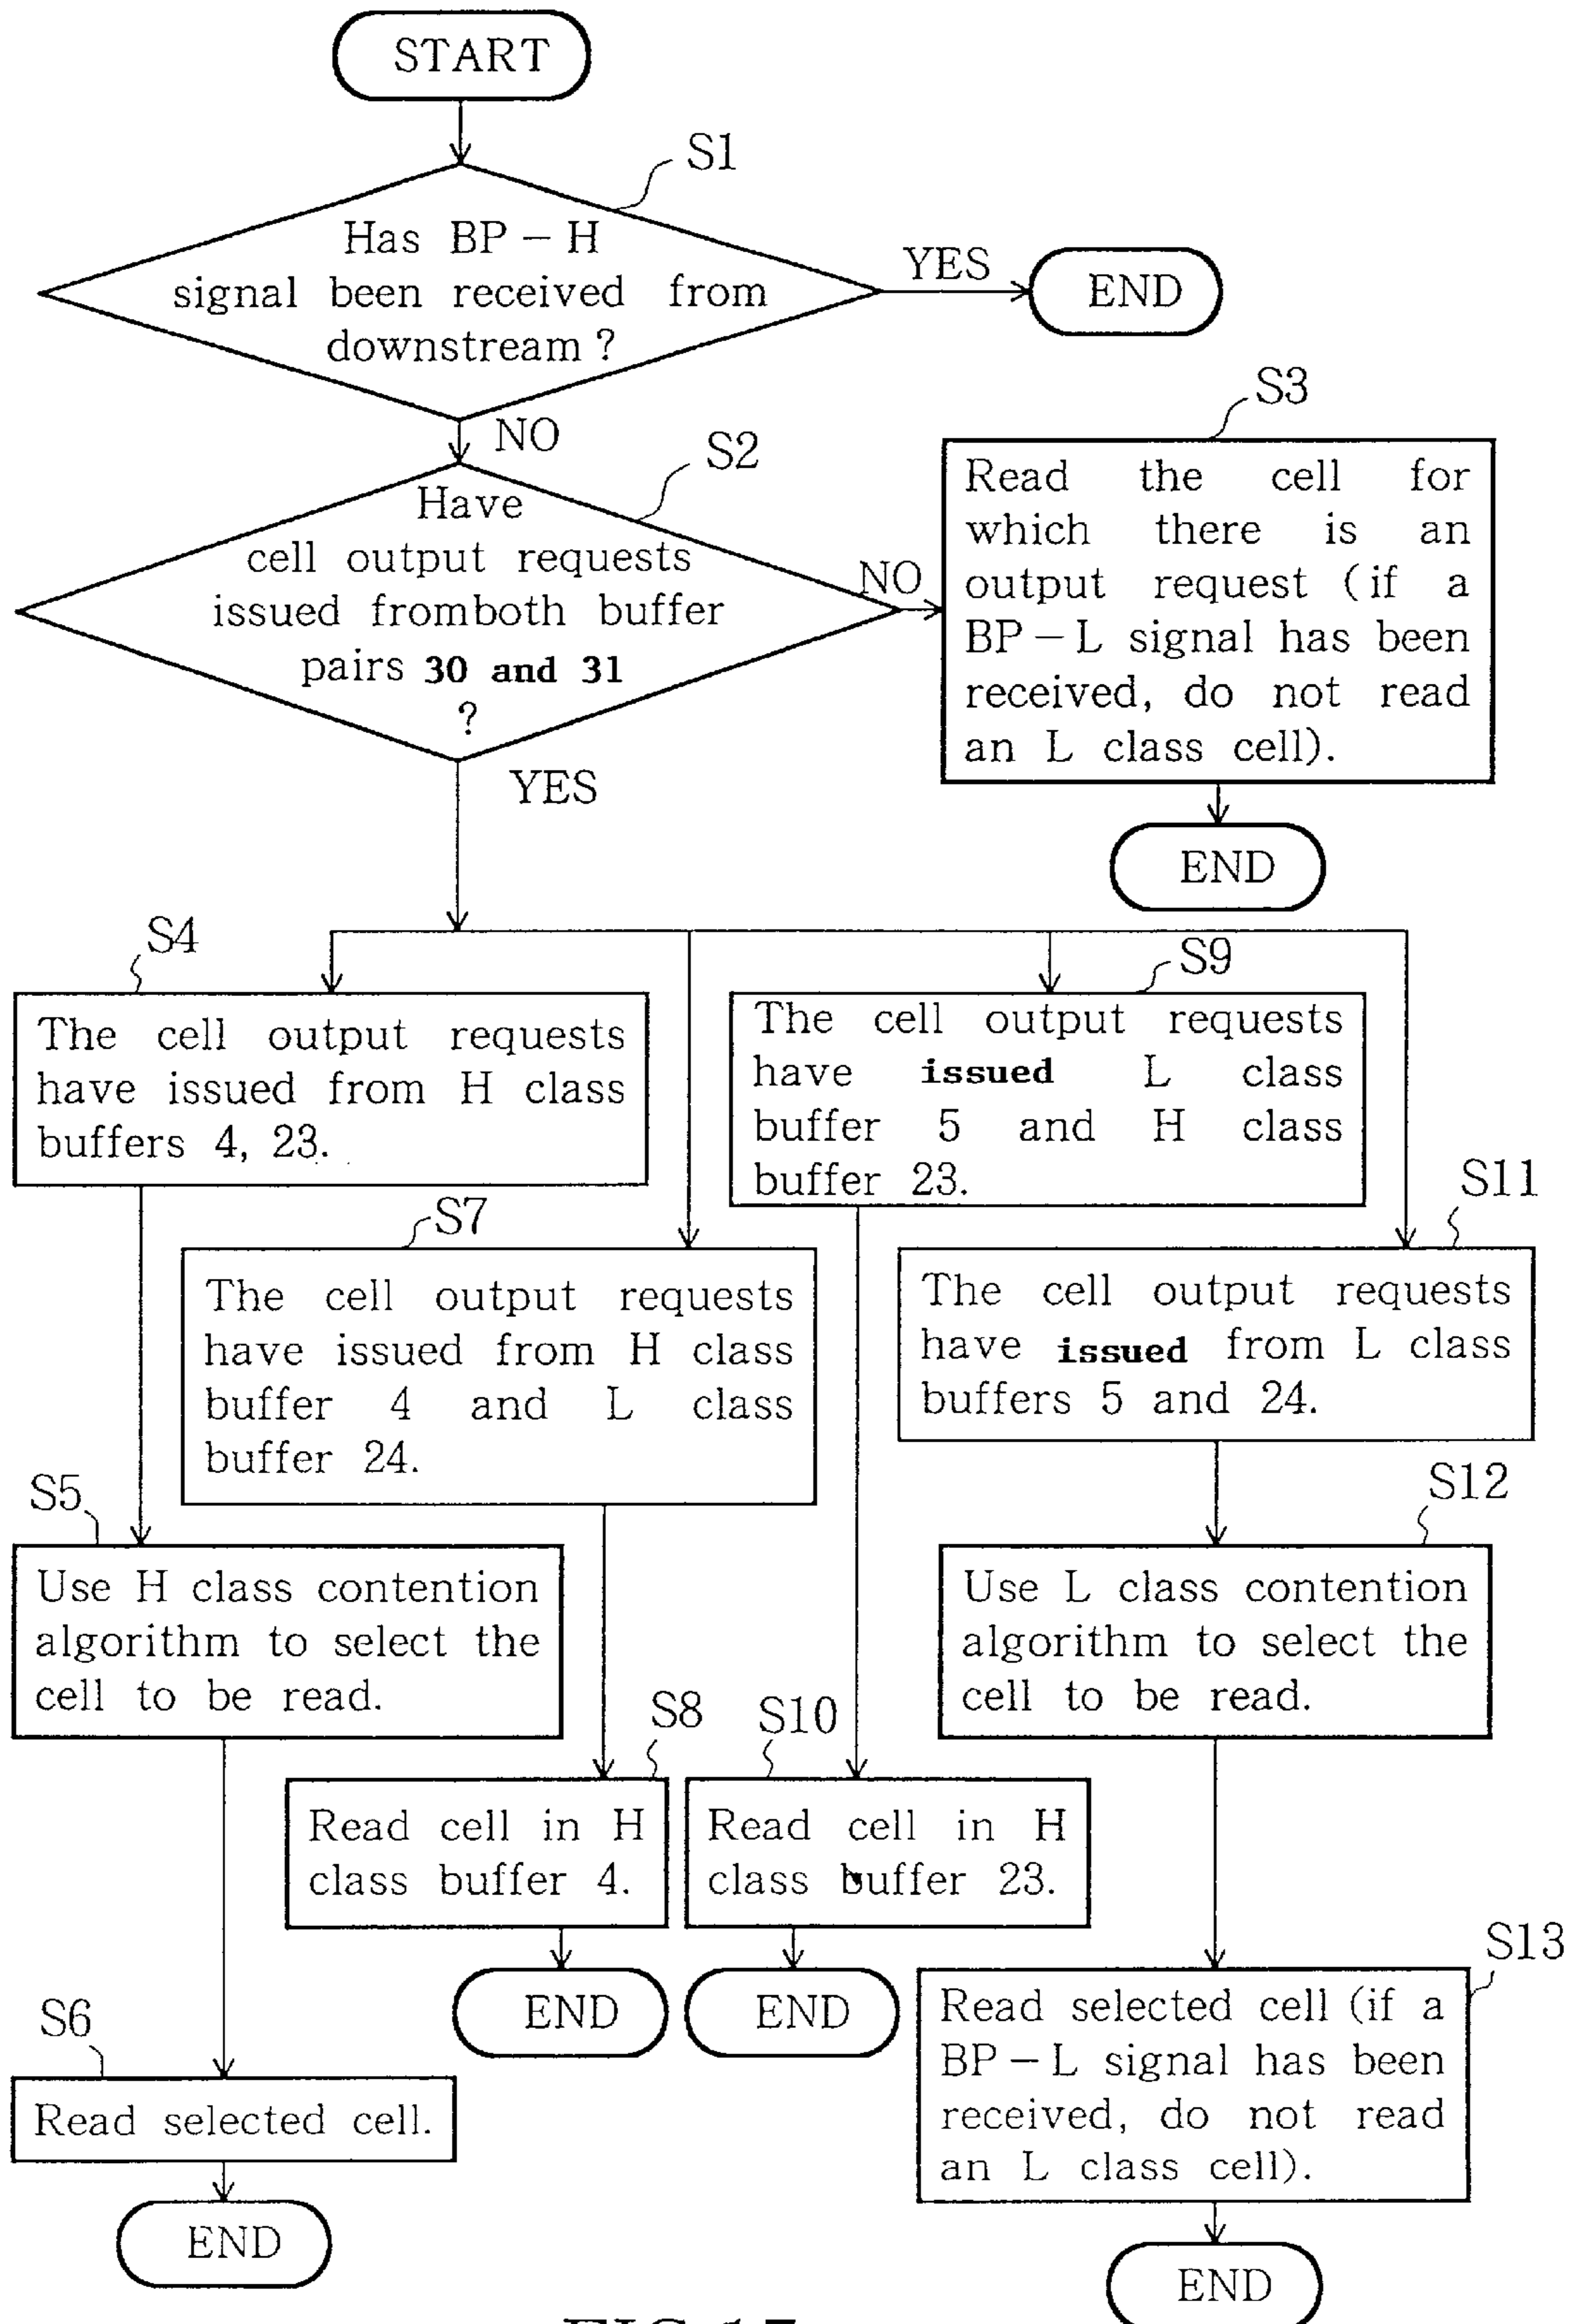 START
S1
Has BP-H
signal been received from
downstream?
YES
END
NO
S2
Have
cell output requests
issued fromboth buffer
pairs 30 and 31
?
NO
S3
Read the cell for
which there is an
output request (if a
BP-L signal has been
received, do not read
an L class cell).
END
YES
S4
The cell output requests
have issued from H class
buffers 4, 23.
S9
The cell output requests
have issued L class
buffer 5 and H class
buffer 23.
S7
The cell output requests
have issued from H class
buffer 4 and L class
buffer 24.
S11
The cell output requests
have issued from L class
buffers 5 and 24.
S5
Use H class contention
algorithm to select the
cell to be read.
S12
Use L class contention
algorithm to select the
cell to be read.
S8
Read cell in H
class buffer 4.
END
S10
Read cell in H
class buffer 23.
END
S6
Read selected cell.
END
S13
Read selected cell (if a
BP-L signal has been
received, do not read
an L class cell).
END